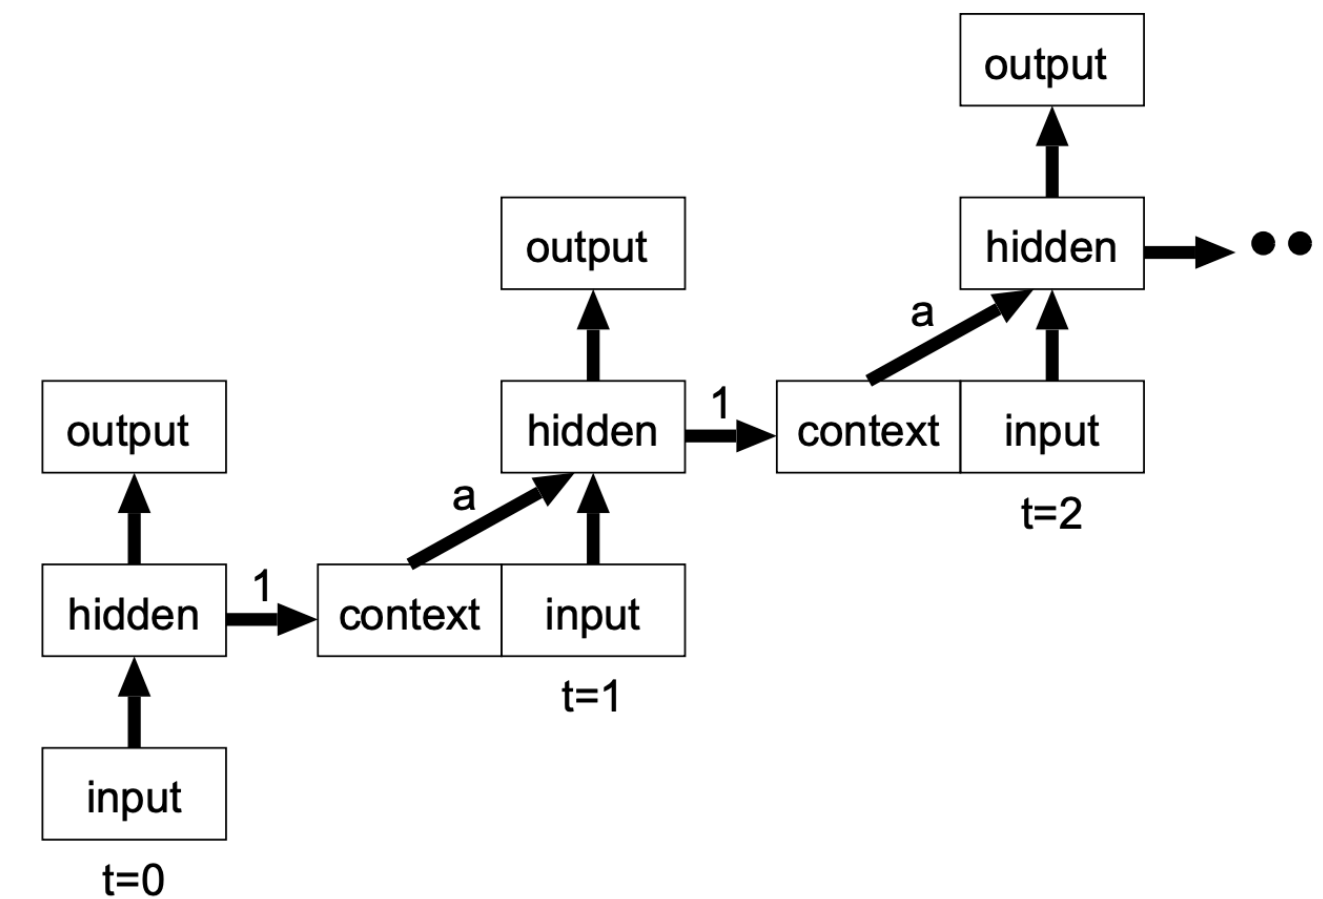 output
output
hidden
a
output
hidden
1
context
input
t=2
a
hidden
1
context
input
t=1
input
t=0